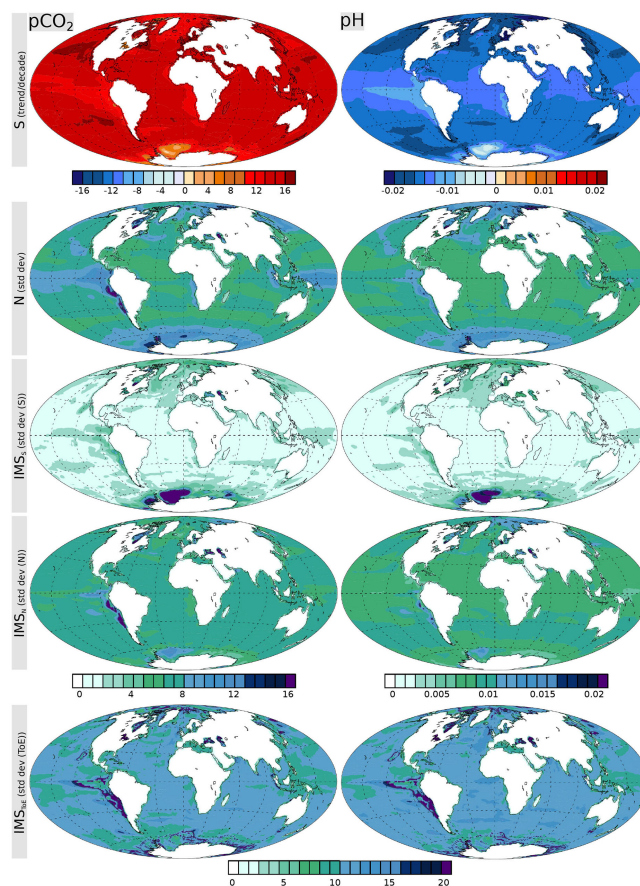 pCO₂ pH
S (trend/decade)
-16 -12 -8 -4 0 4 8 12 16
-0.02 -0.01 0 0.01 0.02
N (std dev)
IMSₛ (std dev (S))
IMS_N (std dev (N))
0 4 8 12 16
0 0.005 0.01 0.015 0.02
IMS_ToE (std dev (ToE))
0 5 10 15 20